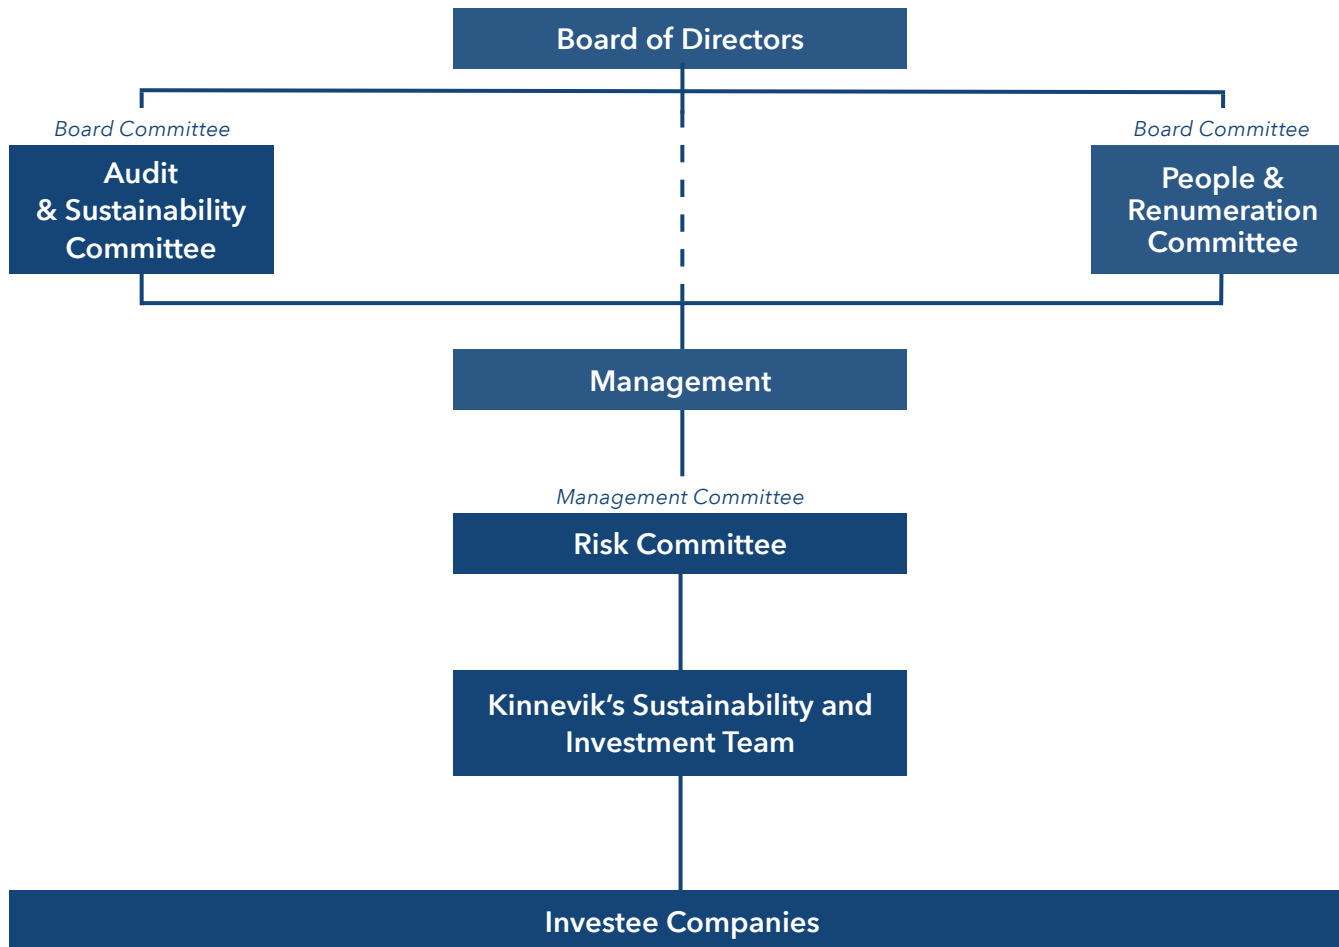 Board of Directors
Board Committee
Audit
& Sustainability
Committee
Board Committee
People &
Renumeration
Committee
Management
Management Committee
Risk Committee
Kinnevik’s Sustainability and
Investment Team
Investee Companies